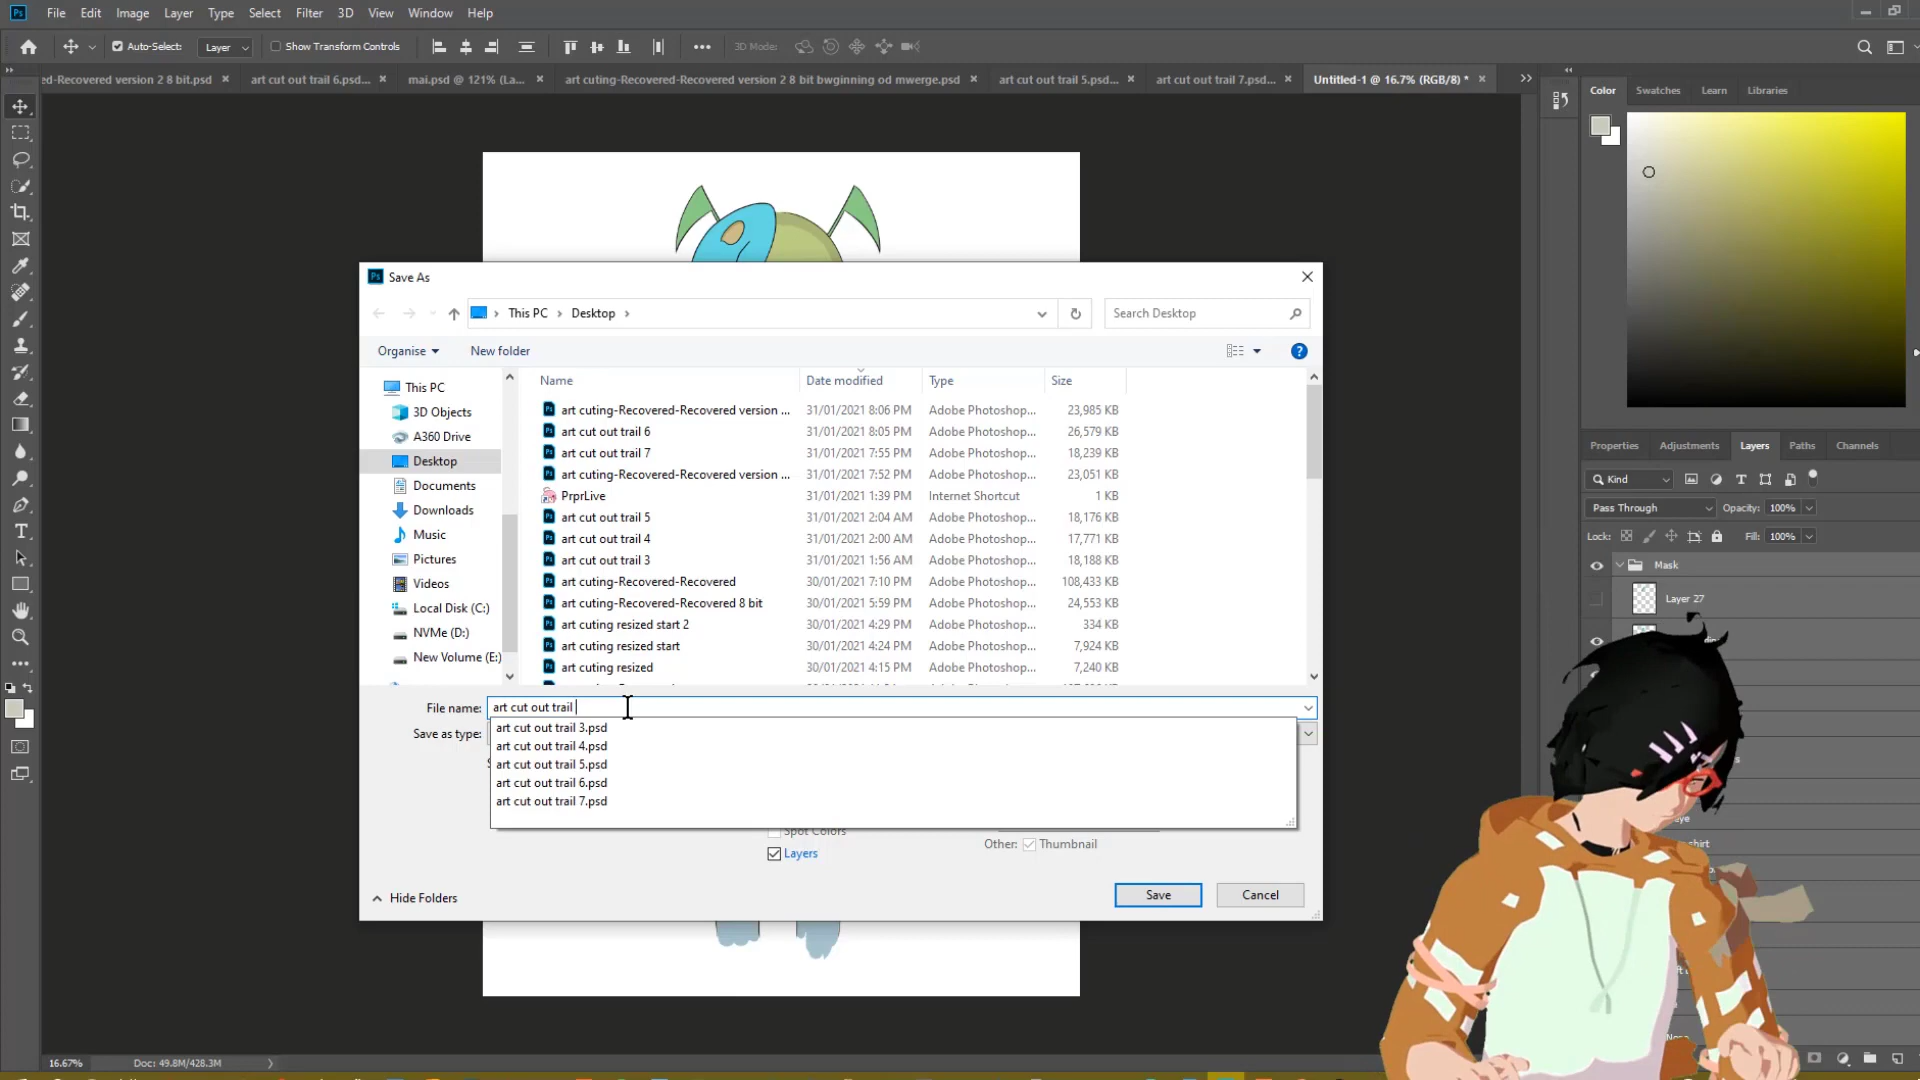 Ps File Edit Image Layer Type Select Filter 3D View Window Help
Auto-Select: Layer Show Transform Controls 3D Mode:
ed-Recovered version 2 8 bit.psd art cut out trail 6.psd... mai.psd @ 121% (La... art cuting-Recovered-Recovered version 2 8 bit bwginning od mwerge.psd art cut out trail 5.psd... art cut out trail 7.psd... Untitled-1 @ 16.7% (RGB/8) *
Color Swatches Learn Libraries
Ps Save As
This PC Desktop Search Desktop
Organise New folder
Name Date modified Type Size
This PC
3D Objects
A360 Drive
Desktop
Documents
Downloads
Music
Pictures
Videos
Local Disk (C:)
NVMe (D:)
New Volume (E:)
art cuting-Recovered-Recovered version ... 31/01/2021 8:06 PM Adobe Photoshop... 23,985 KB
art cut out trail 6 31/01/2021 8:05 PM Adobe Photoshop... 26,579 KB
art cut out trail 7 31/01/2021 7:55 PM Adobe Photoshop... 18,239 KB
art cuting-Recovered-Recovered version ... 31/01/2021 7:52 PM Adobe Photoshop... 23,051 KB
PrprLive 31/01/2021 1:39 PM Internet Shortcut 1 KB
art cut out trail 5 31/01/2021 2:04 AM Adobe Photoshop... 18,176 KB
art cut out trail 4 31/01/2021 2:00 AM Adobe Photoshop... 17,771 KB
art cut out trail 3 31/01/2021 1:56 AM Adobe Photoshop... 18,188 KB
art cuting-Recovered-Recovered 30/01/2021 7:10 PM Adobe Photoshop... 108,433 KB
art cuting-Recovered-Recovered 8 bit 30/01/2021 5:59 PM Adobe Photoshop... 24,553 KB
art cuting resized start 2 30/01/2021 4:29 PM Adobe Photoshop... 334 KB
art cuting resized start 30/01/2021 4:24 PM Adobe Photoshop... 7,924 KB
art cuting resized 30/01/2021 4:15 PM Adobe Photoshop... 7,240 KB
File name: art cut out trail
Save as type:
art cut out trail 3.psd
art cut out trail 4.psd
art cut out trail 5.psd
art cut out trail 6.psd
art cut out trail 7.psd
Spot Colors
Layers
Other: Thumbnail
Hide Folders Save Cancel
Properties Adjustments Layers Paths Channels
Kind
Pass Through Opacity: 100%
Lock: Fill: 100%
Mask
Layer 27
16.67% Doc: 49.8M/428.3M